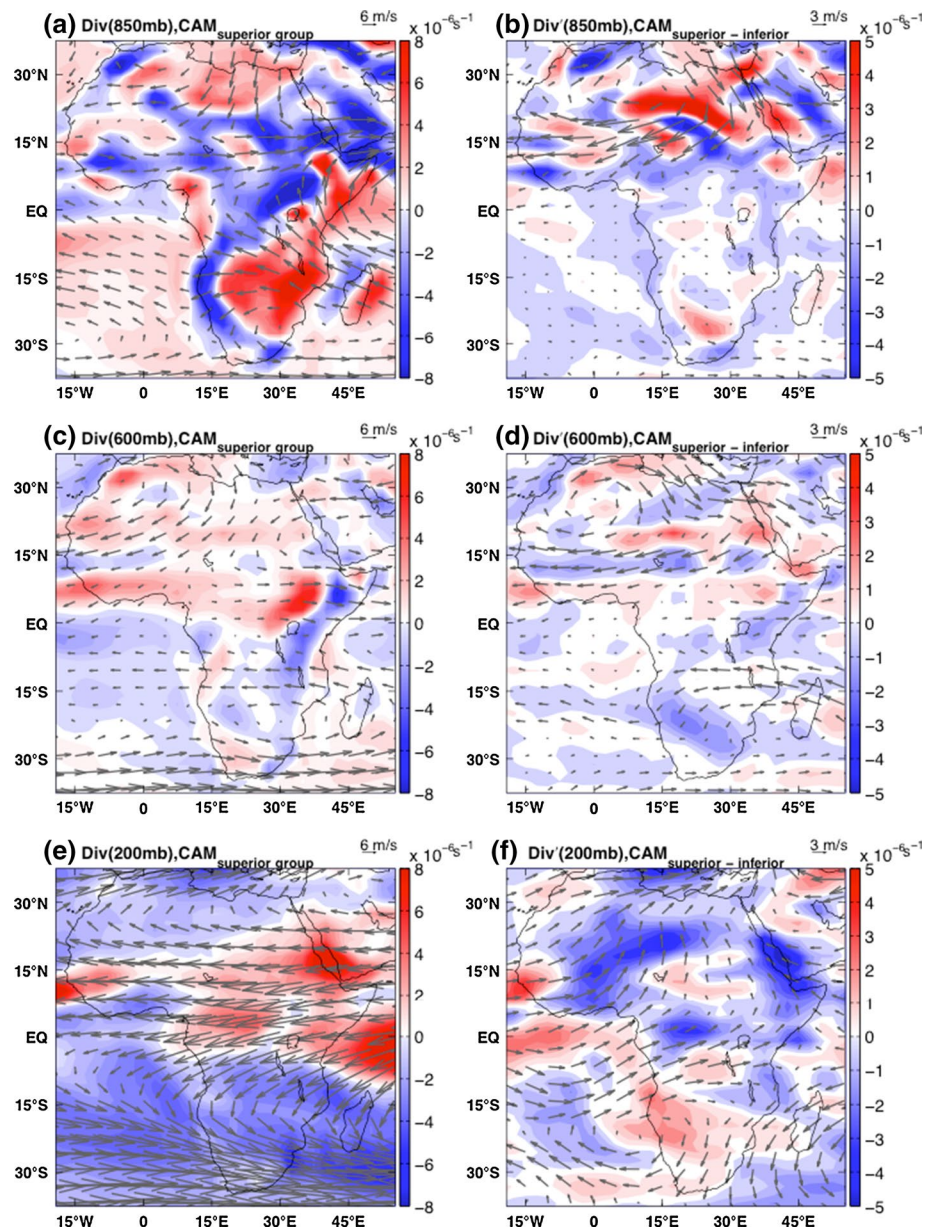 (a) Div(850mb),CAM superior group 6 m/s
x 10⁻⁶s⁻¹
30°N
15°N
EQ
15°S
30°S
15°W 0 15°E 30°E 45°E
8
6
4
2
0
−2
−4
−6
−8
(b) Div′(850mb),CAM superior − inferior 3 m/s
x 10⁻⁶s⁻¹
30°N
15°N
EQ
15°S
30°S
15°W 0 15°E 30°E 45°E
5
4
3
2
1
0
−1
−2
−3
−4
−5
(c) Div(600mb),CAM superior group 6 m/s
x 10⁻⁶s⁻¹
30°N
15°N
EQ
15°S
30°S
15°W 0 15°E 30°E 45°E
8
6
4
2
0
−2
−4
−6
−8
(d) Div′(600mb),CAM superior − inferior 3 m/s
x 10⁻⁶s⁻¹
30°N
15°N
EQ
15°S
30°S
15°W 0 15°E 30°E 45°E
5
4
3
2
1
0
−1
−2
−3
−4
−5
(e) Div(200mb),CAM superior group 6 m/s
x 10⁻⁶s⁻¹
30°N
15°N
EQ
15°S
30°S
15°W 0 15°E 30°E 45°E
8
6
4
2
0
−2
−4
−6
−8
(f) Div′(200mb),CAM superior − inferior 3 m/s
x 10⁻⁶s⁻¹
30°N
15°N
EQ
15°S
30°S
15°W 0 15°E 30°E 45°E
5
4
3
2
1
0
−1
−2
−3
−4
−5